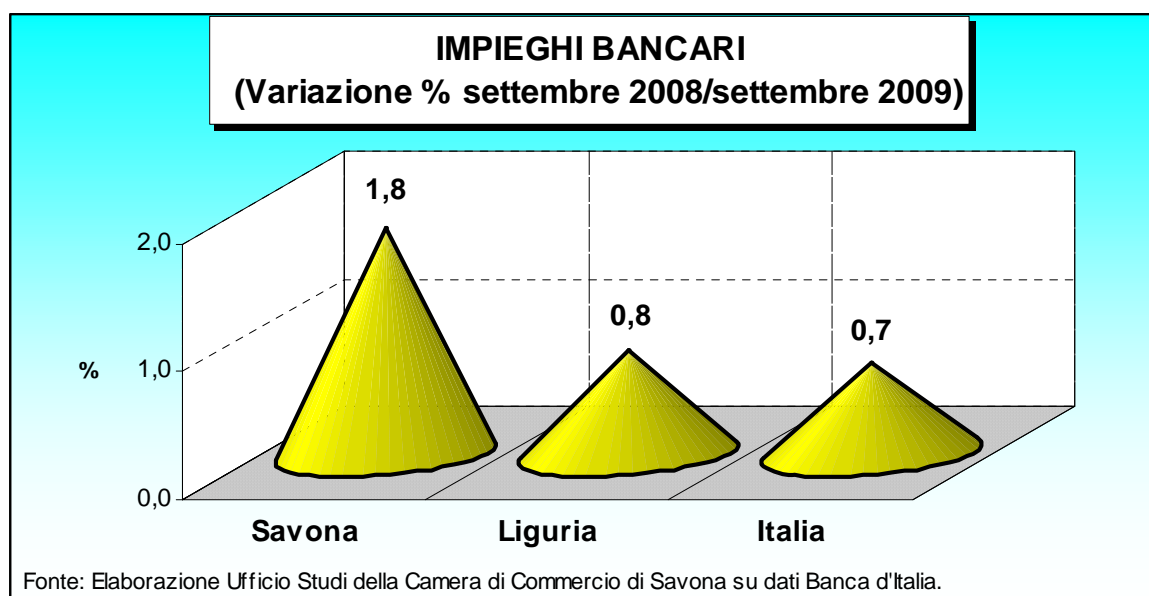 IMPIEGHI BANCARI
(Variazione % settembre 2008/settembre 2009)
1,8
2,0
0,8
0,7
%
1,0
0,0
Savona
Liguria
Italia
Fonte: Elaborazione Ufficio Studi della Camera di Commercio di Savona su dati Banca d'Italia.